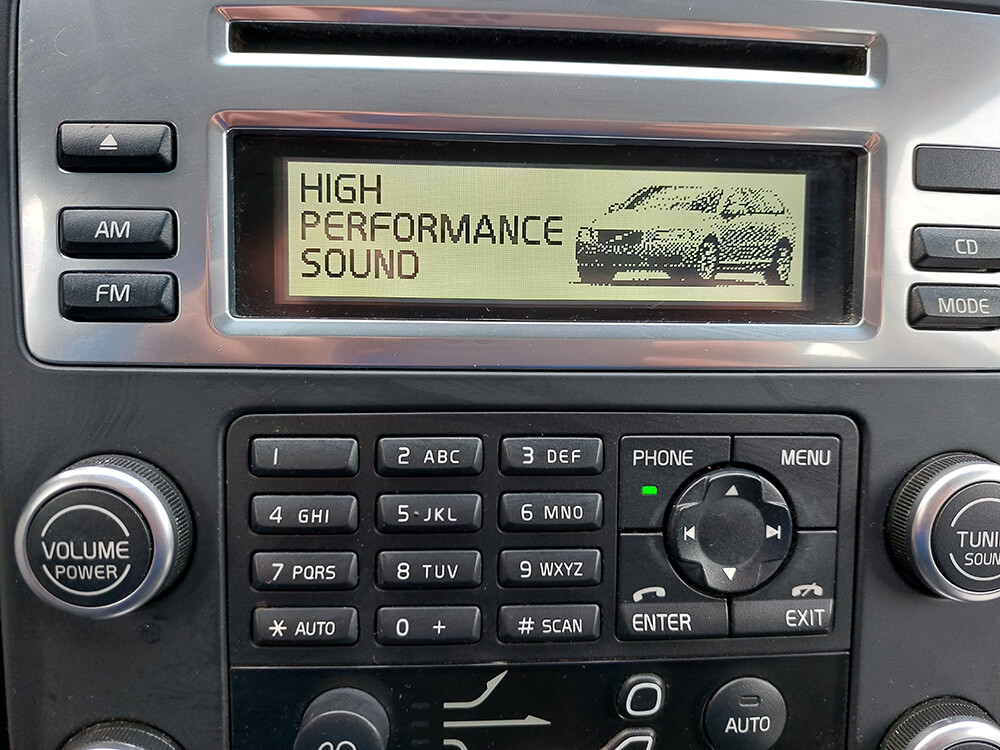 HIGH
PERFORMANCE
SOUND
AM
FM
CD
MODE
1
2 ABC
3 DEF
4 GHI
5 JKL
6 MNO
7 PQRS
8 TUV
9 WXYZ
* AUTO
0 +
# SCAN
PHONE
MENU
ENTER
EXIT
VOLUME
POWER
SOUN
AUTO